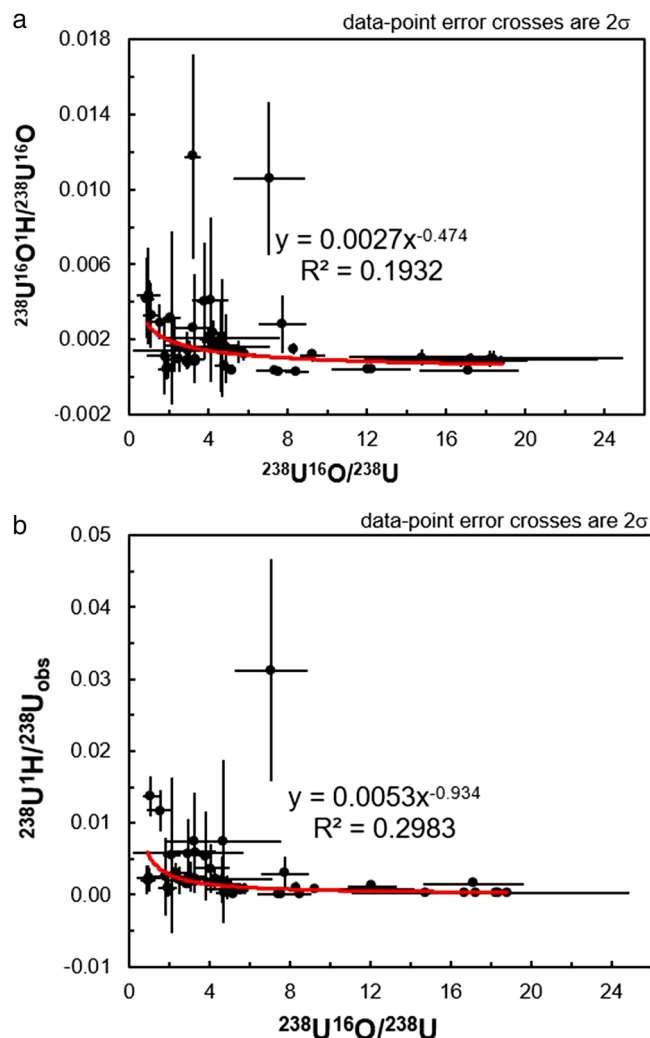 a
data-point error crosses are 2σ
0.018
0.014
0.010
0.006
0.002
-0.002
²³⁸U¹⁶O¹H/²³⁸U¹⁶O
y = 0.0027x⁻⁰·⁴⁷⁴
R² = 0.1932
0 4 8 12 16 20 24
²³⁸U¹⁶O/²³⁸U
b
data-point error crosses are 2σ
0.05
0.04
0.03
0.02
0.01
0.00
-0.01
²³⁸U¹H/²³⁸U_obs
y = 0.0053x⁻⁰·⁹³⁴
R² = 0.2983
0 4 8 12 16 20 24
²³⁸U¹⁶O/²³⁸U